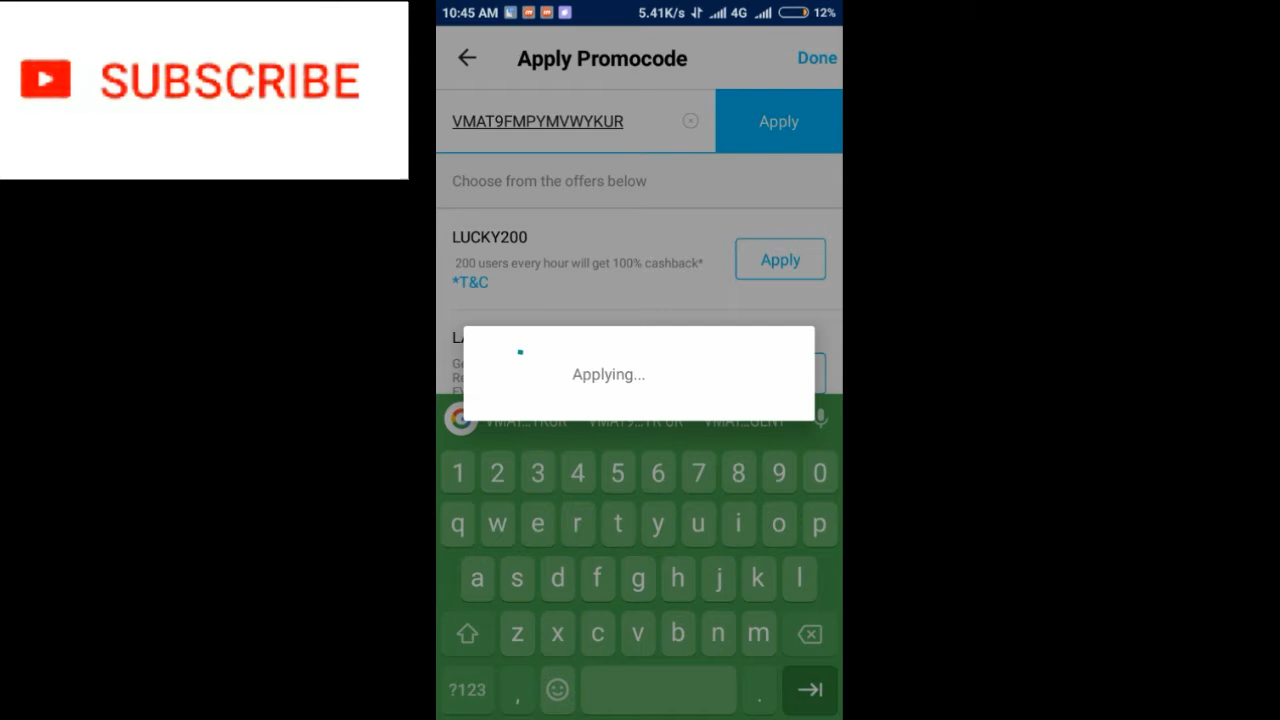 SUBSCRIBE
10:45 AM
5.41K/s
4G
12%
Apply Promocode
Done
VMAT9FMPYMVWYKUR
Apply
Choose from the offers below
LUCKY200
200 users every hour will get 100% cashback*
*T&C
Apply
Applying...
1 2 3 4 5 6 7 8 9 0
q w e r t y u i o p
a s d f g h j k l
z x c v b n m
?123 , .